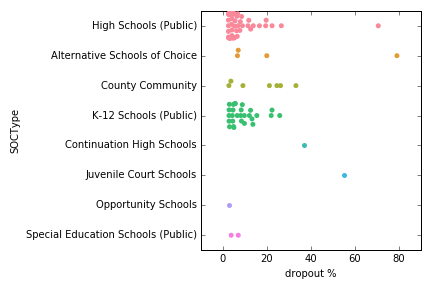 High Schools (Public)
Alternative Schools of Choice
County Community
K-12 Schools (Public)
Continuation High Schools
Juvenile Court Schools
Opportunity Schools
Special Education Schools (Public)
SOCType
0 20 40 60 80
dropout %